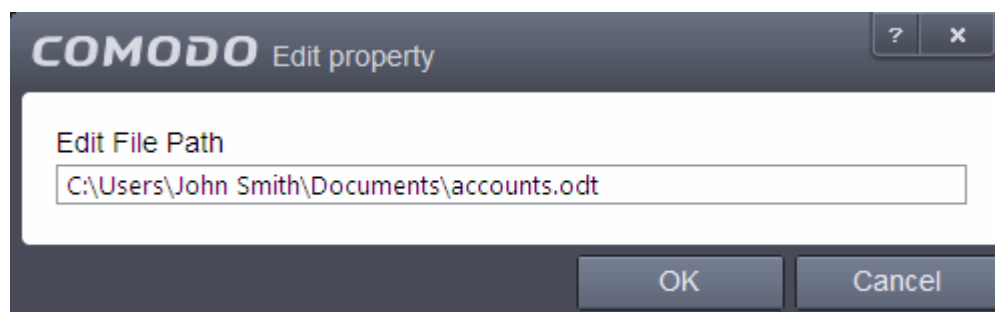 COMODO Edit property ? x
Edit File Path
C:\Users\John Smith\Documents\accounts.odt
OK Cancel